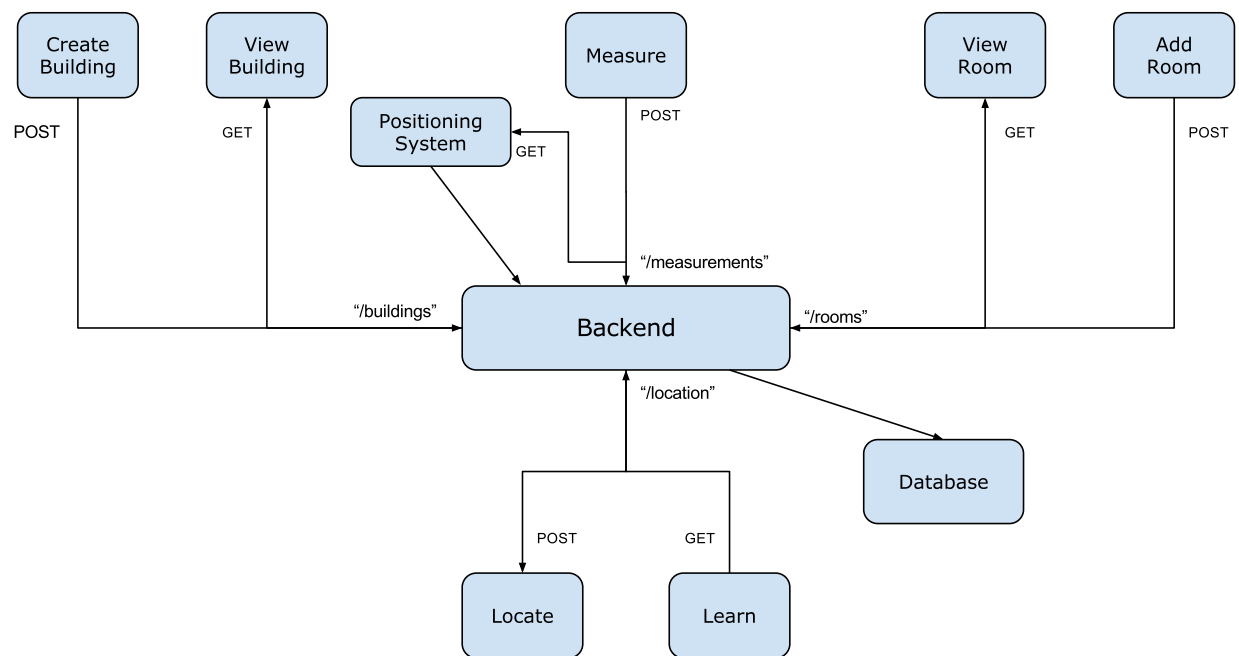 Create
Building
View
Building
Measure
View
Room
Add
Room
POST
GET
Positioning
System
GET
POST
GET
POST
“/measurements”
“/buildings”
Backend
“/rooms”
“/location”
Database
POST
GET
Locate
Learn